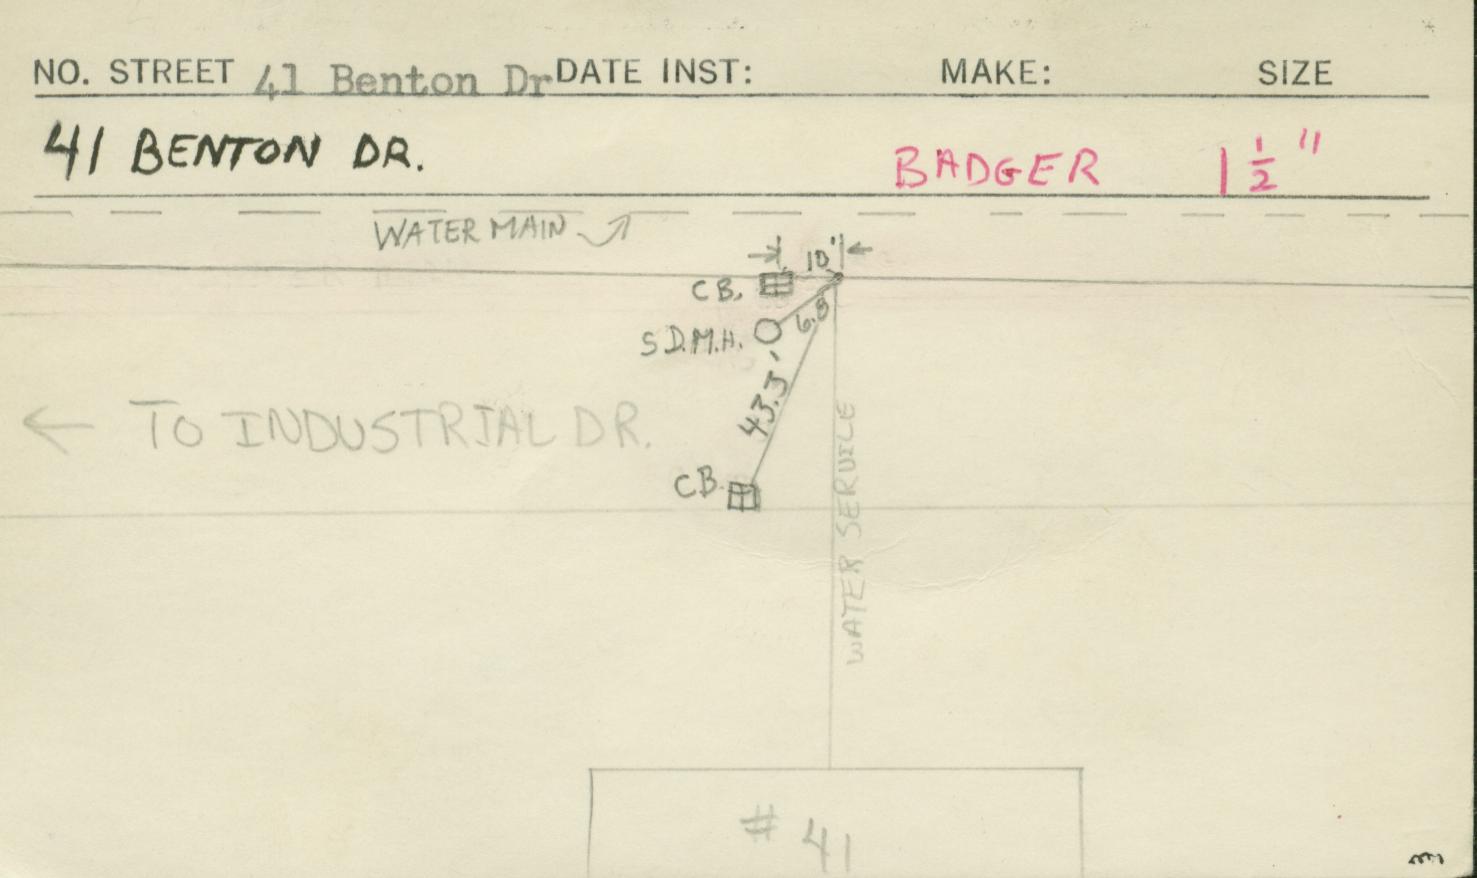 NO. STREET 41 Benton Dr DATE INST: MAKE: SIZE
41 BENTON DR. BADGER 1 1/2"
WATER MAIN
10'
C B.
6.8
S D.M.H.
43.5'
← TO INDUSTRIAL DR.
C B.
WATER SERVICE
# 41